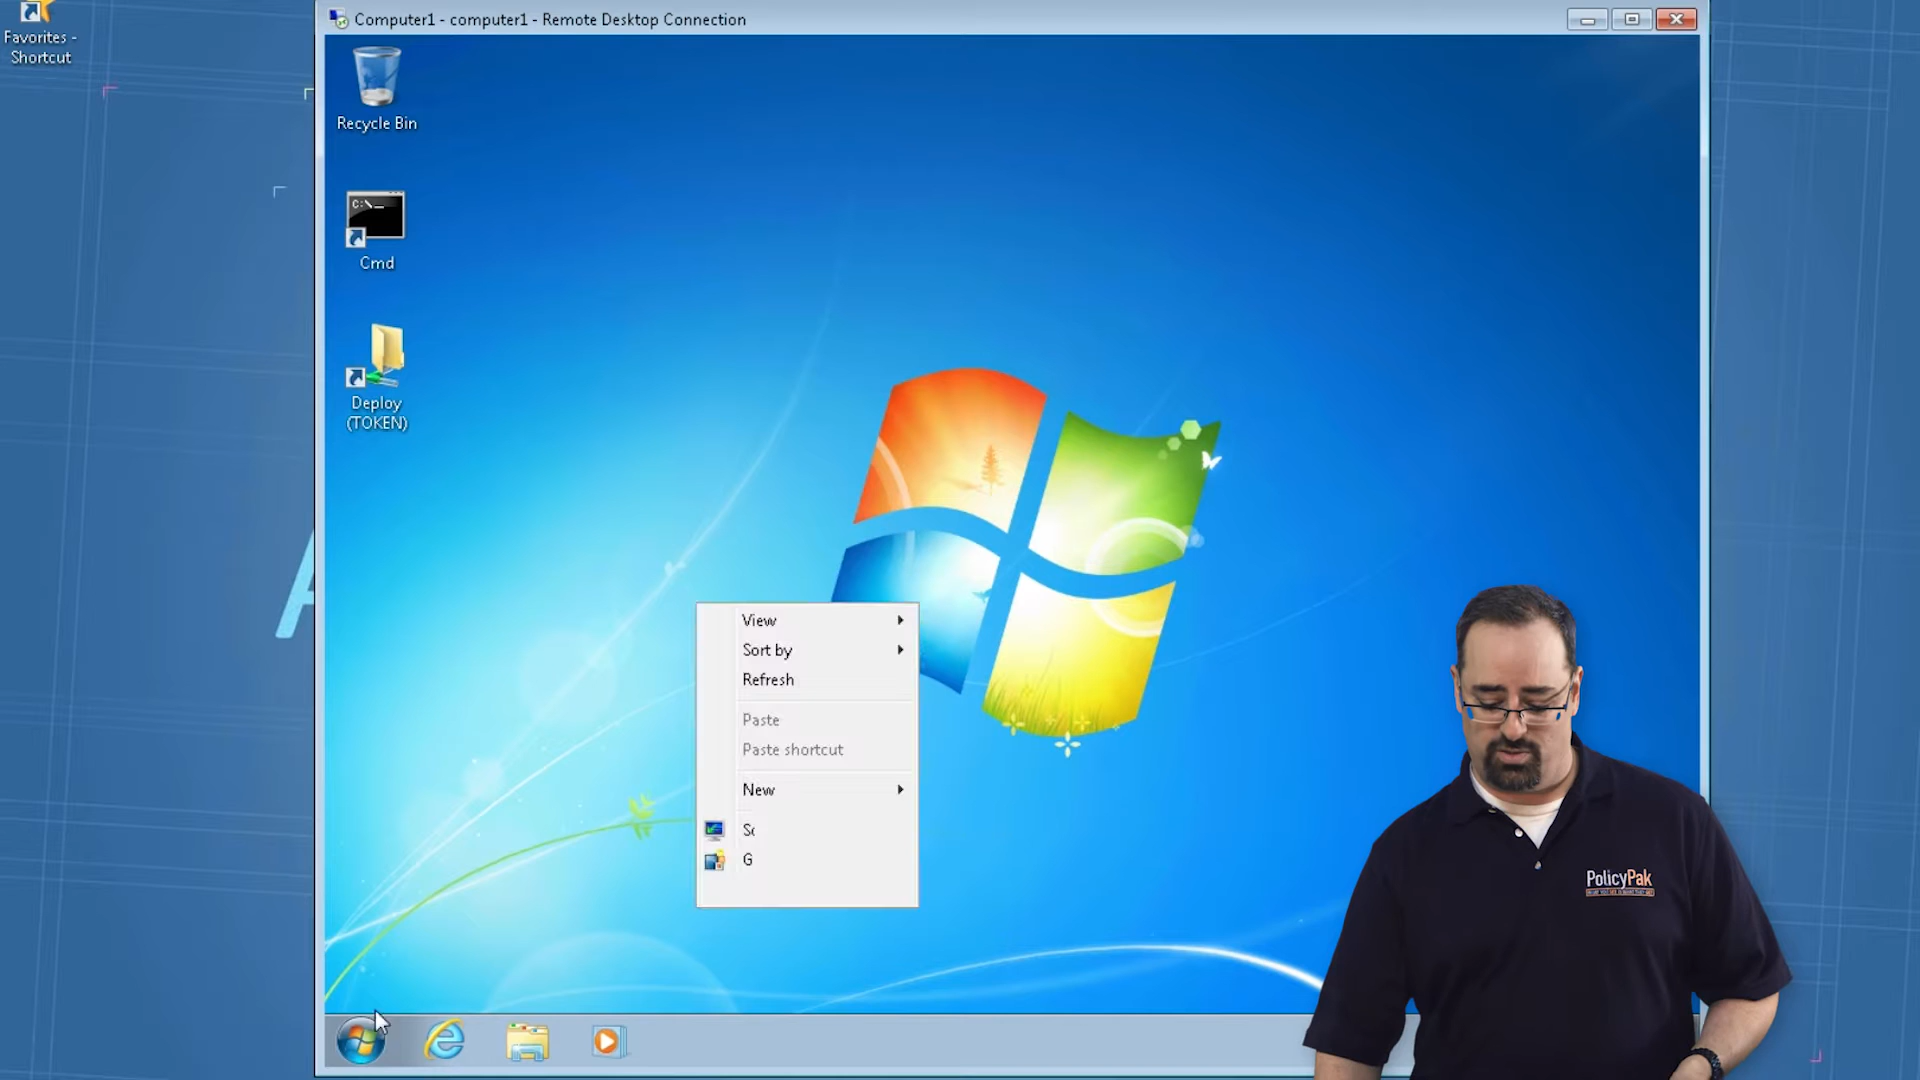 Favorites -
Shortcut
Computer1 - computer1 - Remote Desktop Connection
Recycle Bin
C:\_
Cmd
Deploy
(TOKEN)
View
Sort by
Refresh
Paste
Paste shortcut
New
Sc
G
PolicyPak